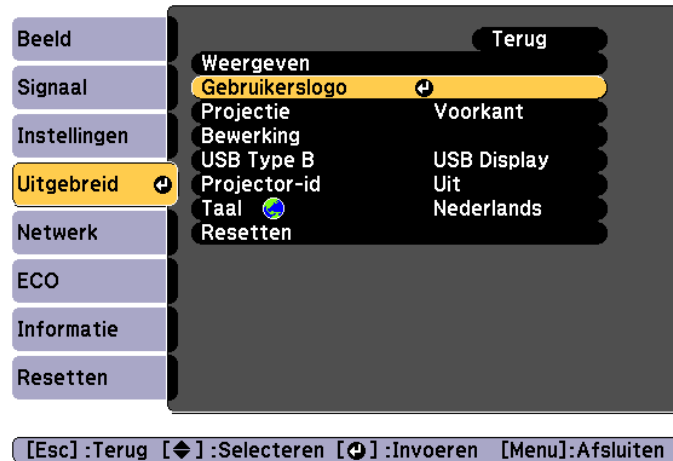 Beeld
Signaal
Instellingen
Uitgebreid
Netwerk
ECO
Informatie
Resetten
Terug
Weergeven
Gebruikerslogo
Projectie Voorkant
Bewerking
USB Type B USB Display
Projector-id Uit
Taal Nederlands
Resetten
[Esc] :Terug [◆] :Selecteren [⏎] :Invoeren [Menu]:Afsluiten